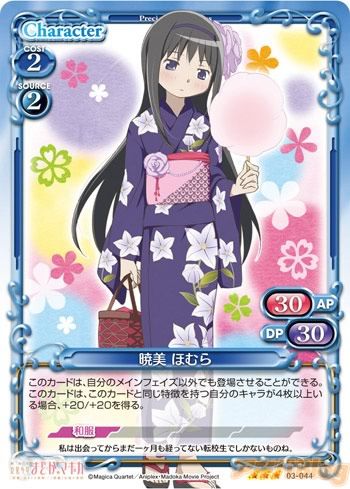 Character
COST
2
SOURCE
2
30 AP
DP 30
暁美 ほむら
このカードは、自分のメインフェイズ以外でも登場させることができる。
このカードは、このカードと同じ特徴を持つ自分のキャラが4枚以上い
る場合、+20/+20を得る。
和服
私は出会ってからまだ一ヶ月も経ってない転校生でしかないものね。
©Magica Quartet／Aniplex・Madoka Movie Project
03-044